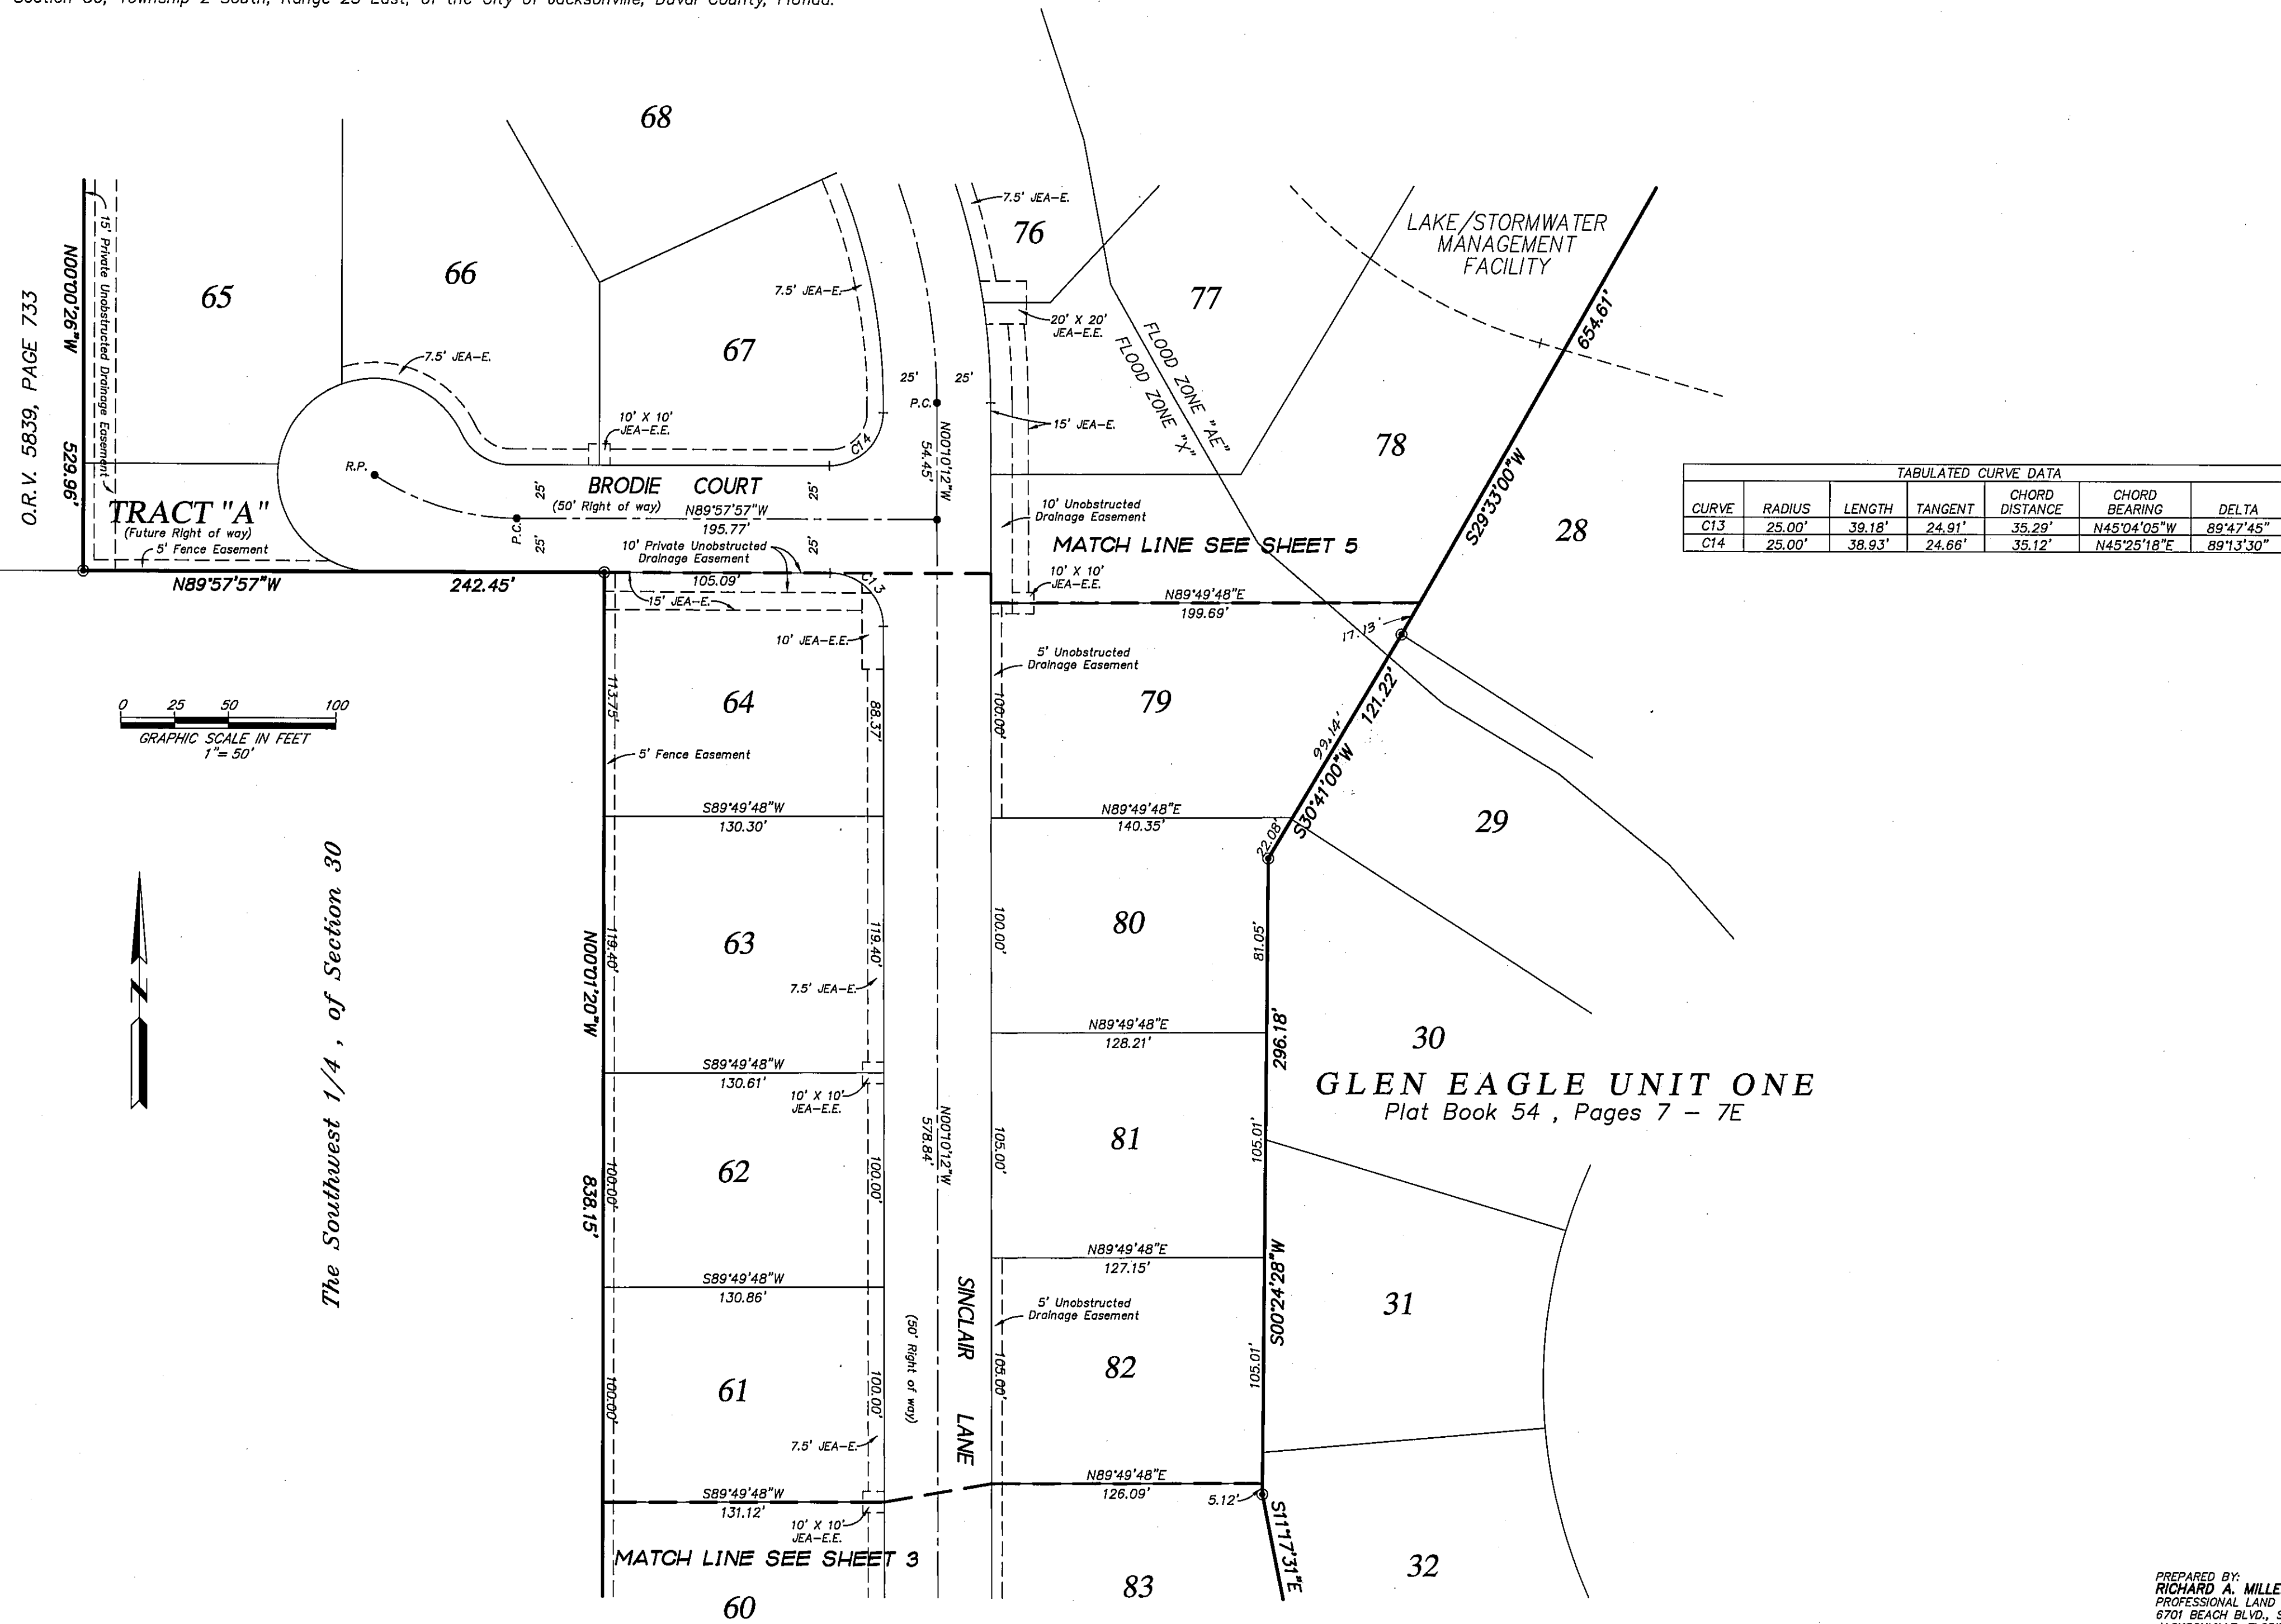 68
7.5' JEA-E.
76
LAKE/STORMWATER
MANAGEMENT
FACILITY
15' Private Unobstructed Drainage Easement
N00°00'26"W
529.96'
O.R.V. 5839, PAGE 733
65
66
7.5' JEA-E.
77
67
7.5' JEA-E.
20' X 20'
JEA-E.E.
FLOOD ZONE "AE"
FLOOD ZONE "X"
654.61'
S29°33'00"W
25'
25'
P.C.
N00°10'12"W
54.45'
15' JEA-E.
10' X 10'
JEA-E.E.
C14
78
28
R.P.
25'
BRODIE COURT
(50' Right of way)
N89°57'57"W
195.77'
25'
P.C.
25'
25'
TRACT "A"
(Future Right of way)
5' Fence Easement
10' Unobstructed
Drainage Easement
MATCH LINE SEE SHEET 5
10' Private Unobstructed
Drainage Easement
TABULATED CURVE DATA
CURVE RADIUS LENGTH TANGENT CHORD DISTANCE CHORD BEARING DELTA
C13 25.00' 39.18' 24.91' 35.29' N45°04'05"W 89°47'45"
C14 25.00' 38.93' 24.66' 35.12' N45°25'18"E 89°13'30"
N89°57'57"W
242.45'
105.09'
C13
15' JEA-E.
10' X 10'
JEA-E.E.
N89°49'48"E
199.69'
17.13'
10' JEA-E.E.
5' Unobstructed
Drainage Easement
0 25 50 100
GRAPHIC SCALE IN FEET
1"= 50'
113.75'
64
88.37'
100.00'
79
99.14'
121.22'
S30°41'00"W
5' Fence Easement
S89°49'48"W
130.30'
N89°49'48"E
140.35'
22.08'
29
The Southwest 1/4 , of Section 30
N
N00°01'20"W
838.15'
119.40'
63
119.40'
7.5' JEA-E.
100.00'
80
81.05'
296.18'
S89°49'48"W
130.61'
N89°49'48"E
128.21'
30
GLEN EAGLE UNIT ONE
Plat Book 54 , Pages 7 - 7E
10' X 10'
JEA-E.E.
N00°10'12"W
578.84'
100.00'
62
100.00'
105.00'
81
105.01'
S89°49'48"W
130.86'
N89°49'48"E
127.15'
S00°24'28"W
SINCLAIR LANE
(50' Right of way)
5' Unobstructed
Drainage Easement
31
100.00'
61
100.00'
105.00'
82
105.01'
7.5' JEA-E.
S89°49'48"W
131.12'
N89°49'48"E
126.09'
5.12'
10' X 10'
JEA-E.E.
S11°17'31"E
MATCH LINE SEE SHEET 3
60
83
32
PREPARED BY:
RICHARD A. MILLE
PROFESSIONAL LAND
6701 BEACH BLVD., S